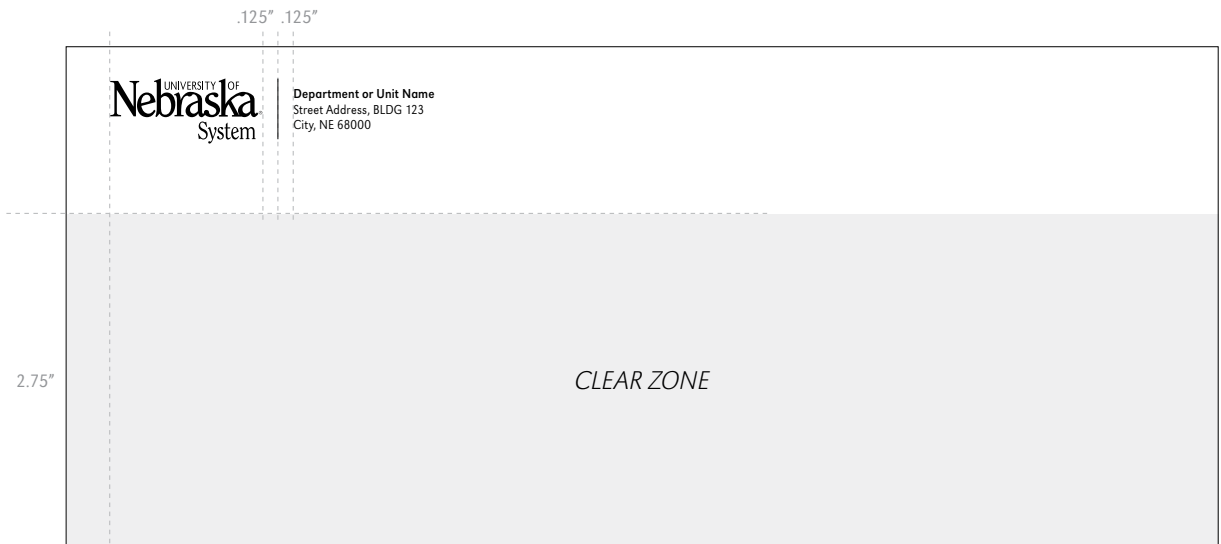 .125” .125”
UNIVERSITY OF
Nebraska
System
Department or Unit Name
Street Address, BLDG 123
City, NE 68000
2.75”
CLEAR ZONE